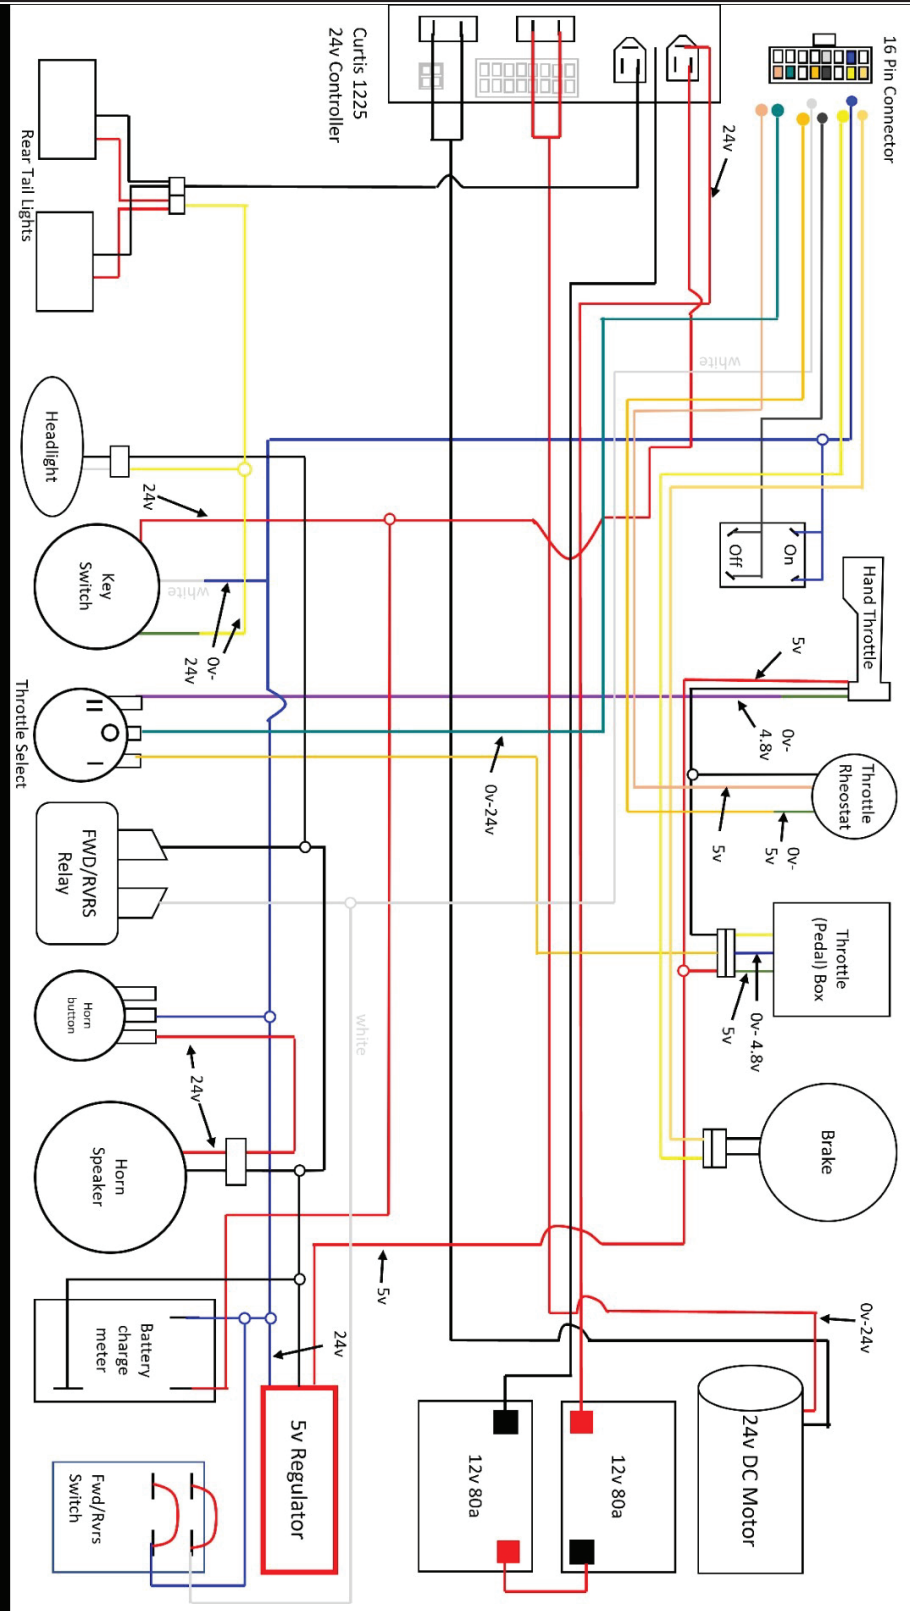 16 Pin Connector
On
Off
Hand Throttle
5v
0v-
4.8v
Throttle
Rheostat
0v-
5v
5v
Throttle
(Pedal) Box
0v- 4.8v
5v
Brake
0v-24v
24v DC Motor
24v
white
0v-24v
12v 80a
12v 80a
Curtis 1225
24v Controller
white
5v
24v
5v Regulator
Rear Tail Lights
Headlight
24v
Key
Switch
white
0v-
24v
Throttle Select
II
O
I
FWD/RVRS
Relay
Horn
button
24v
Horn
Speaker
Battery
charge
meter
Fwd/Rvrs
Switch